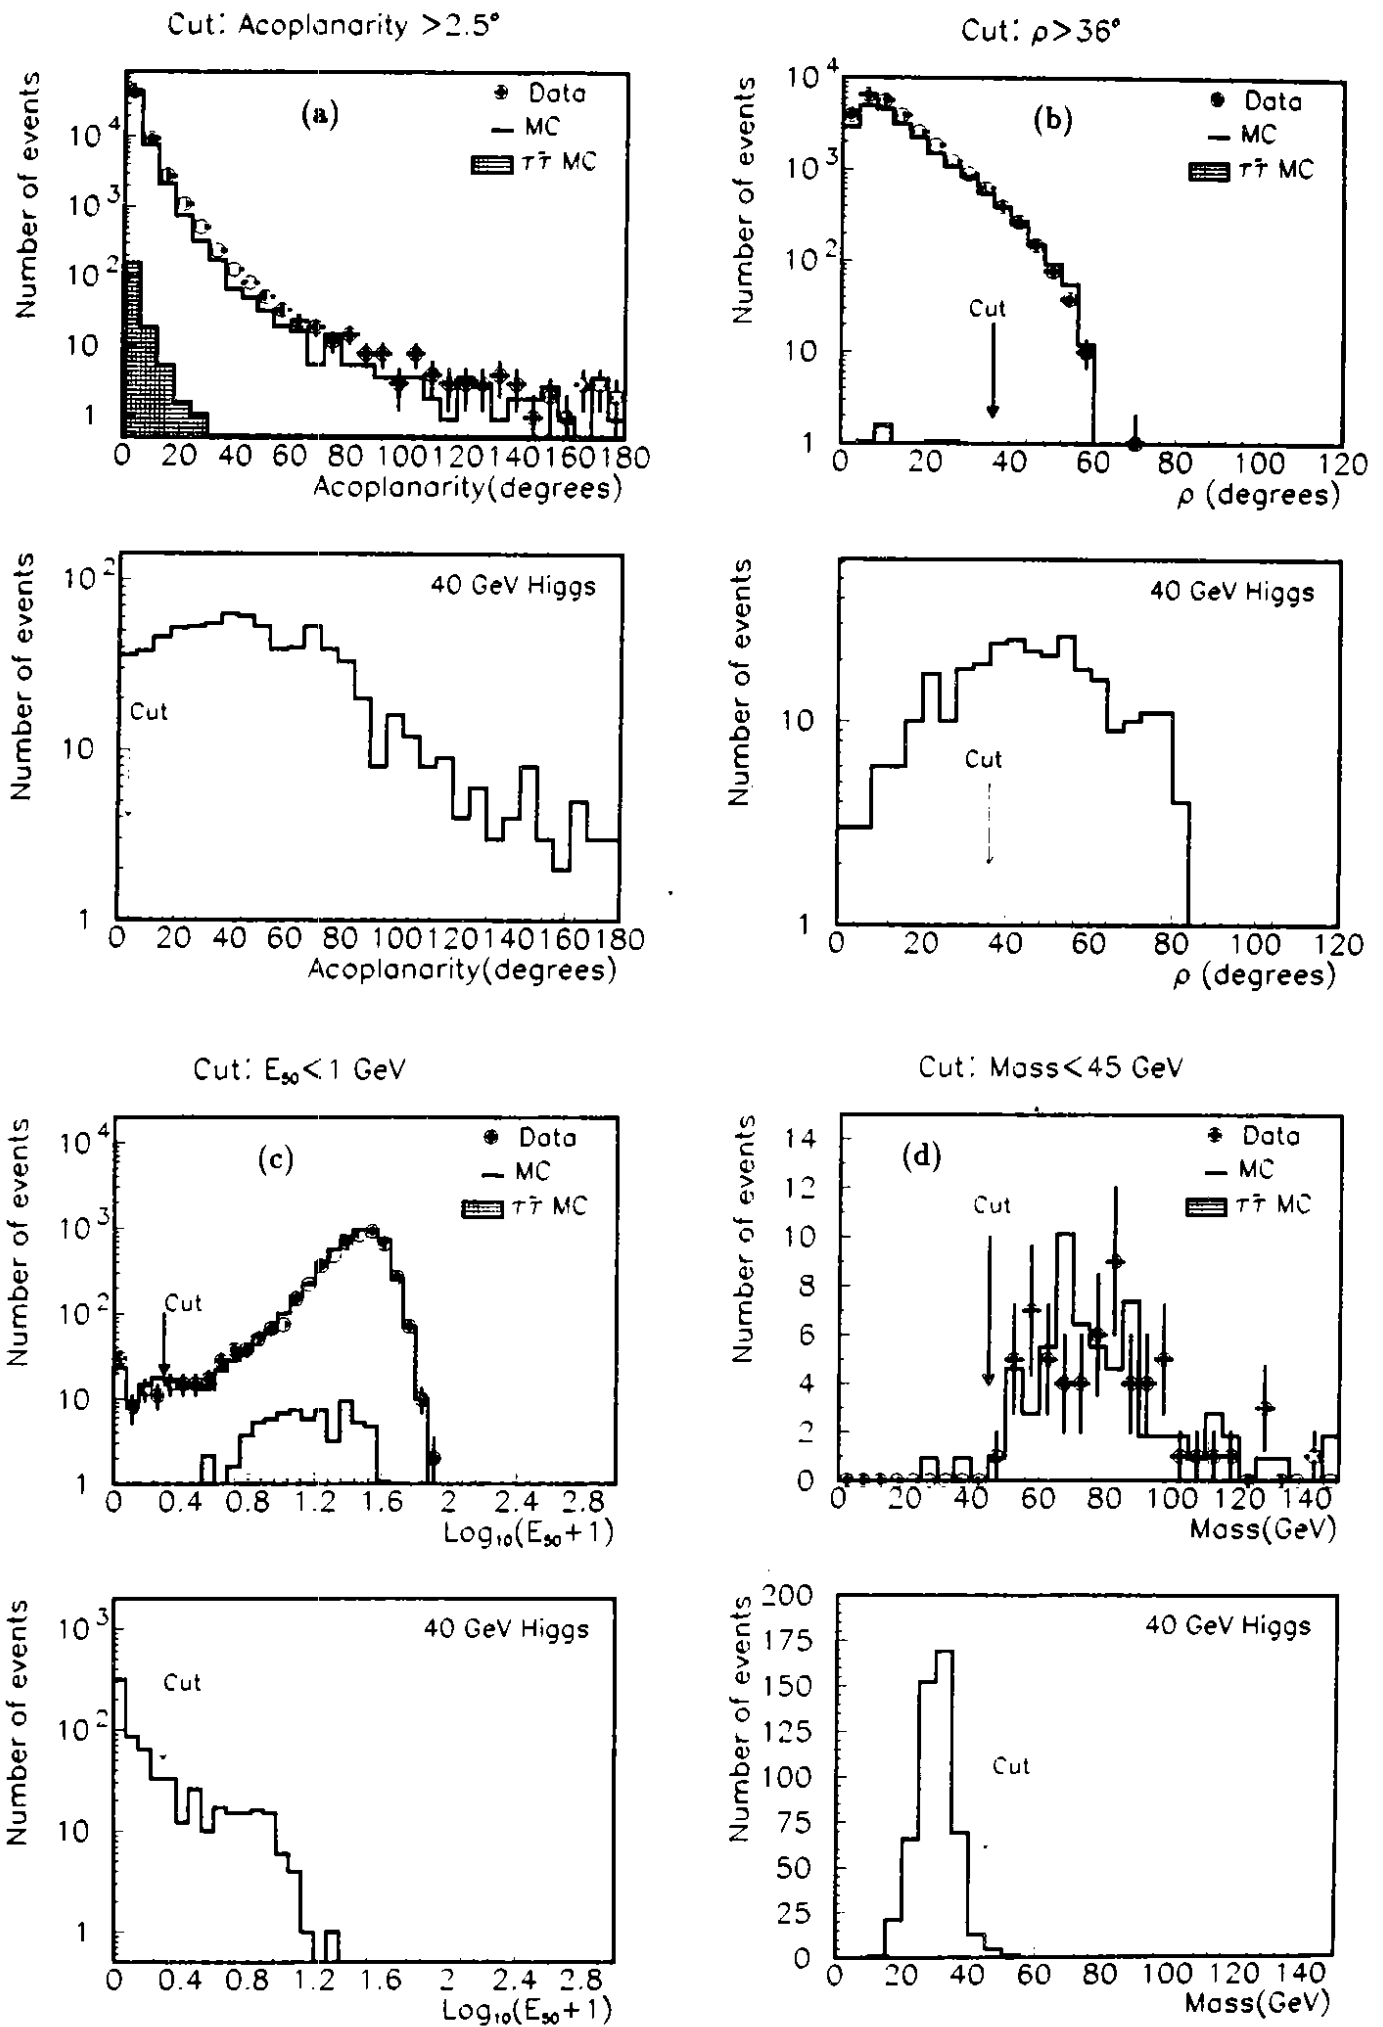 Cut: Acoplanarity >2.5°
Number of events
10⁴
10³
10²
10
1
(a)
Data
MC
ττ̄ MC
0 20 40 60 80 100 120 140 160 180
Acoplanarity(degrees)
Cut: ρ>36°
Number of events
10⁴
10³
10²
10
1
(b)
Data
MC
ττ̄ MC
Cut
0 20 40 60 80 100 120
ρ (degrees)
Number of events
10²
10
1
40 GeV Higgs
Cut
0 20 40 60 80 100 120 140 160 180
Acoplanarity(degrees)
Number of events
10
1
40 GeV Higgs
Cut
0 20 40 60 80 100 120
ρ (degrees)
Cut: E₅₀<1 GeV
Number of events
10⁴
10³
10²
10
1
(c)
Data
MC
ττ̄ MC
Cut
0 0.4 0.8 1.2 1.6 2 2.4 2.8
Log₁₀(E₅₀+1)
Cut: Mass<45 GeV
Number of events
14
12
10
8
6
4
2
0
(d)
Data
MC
ττ̄ MC
Cut
0 20 40 60 80 100 120 140
Mass(GeV)
Number of events
10³
10²
10
1
40 GeV Higgs
Cut
0 0.4 0.8 1.2 1.6 2 2.4 2.8
Log₁₀(E₅₀+1)
Number of events
200
175
150
125
100
75
50
25
0
40 GeV Higgs
Cut
0 20 40 60 80 100 120 140
Mass(GeV)